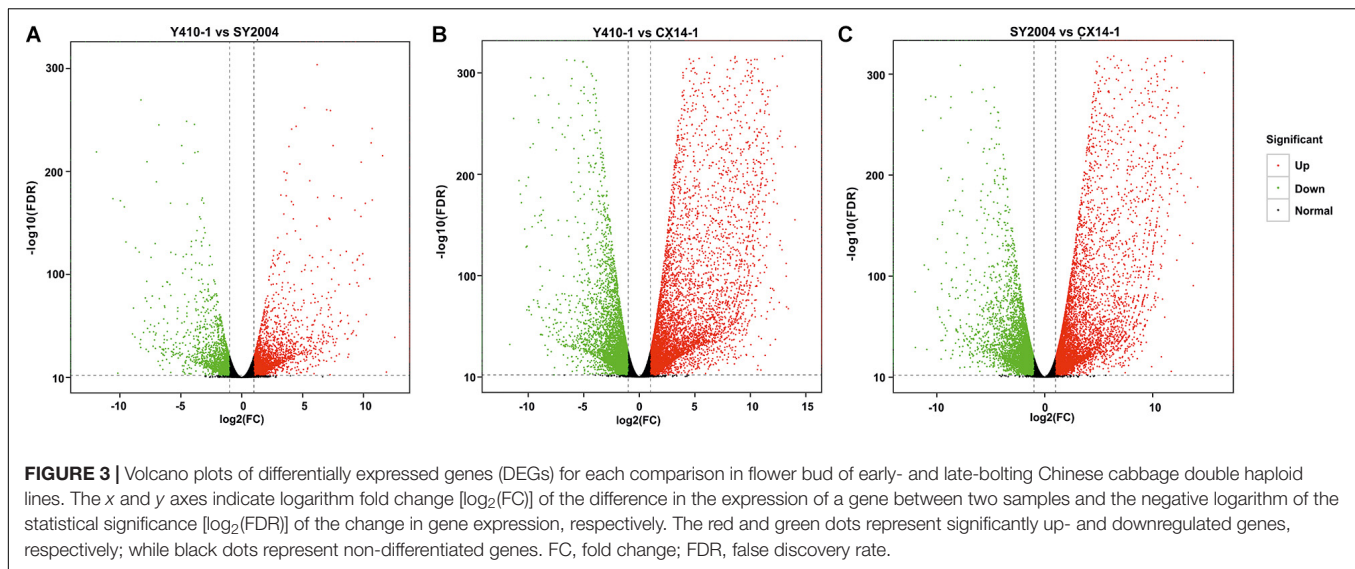 A
Y410-1 vs SY2004
300
200
100
10
-log10(FDR)
-10
-5
0
5
10
log2(FC)
B
Y410-1 vs CX14-1
300
200
100
10
-log10(FDR)
-10
-5
0
5
10
15
log2(FC)
C
SY2004 vs CX14-1
300
200
100
10
-log10(FDR)
-10
0
10
log2(FC)
Significant
Up
Down
Normal
FIGURE 3 | Volcano plots of differentially expressed genes (DEGs) for each comparison in flower bud of early- and late-bolting Chinese cabbage double haploid
lines. The x and y axes indicate logarithm fold change [log₂(FC)] of the difference in the expression of a gene between two samples and the negative logarithm of the
statistical significance [log₂(FDR)] of the change in gene expression, respectively. The red and green dots represent significantly up- and downregulated genes,
respectively; while black dots represent non-differentiated genes. FC, fold change; FDR, false discovery rate.